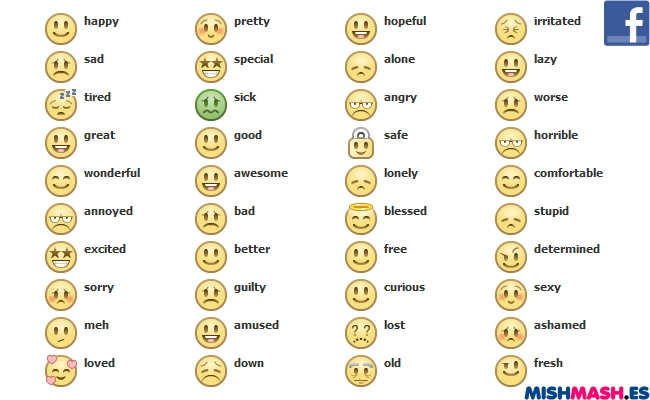 happy pretty hopeful irritated
sad special alone lazy
tired sick angry worse
great good safe horrible
wonderful awesome lonely comfortable
annoyed bad blessed stupid
excited better free determined
sorry guilty curious sexy
meh amused lost ashamed
loved down old fresh
f
zzz
? ?
MISHMASH.ES